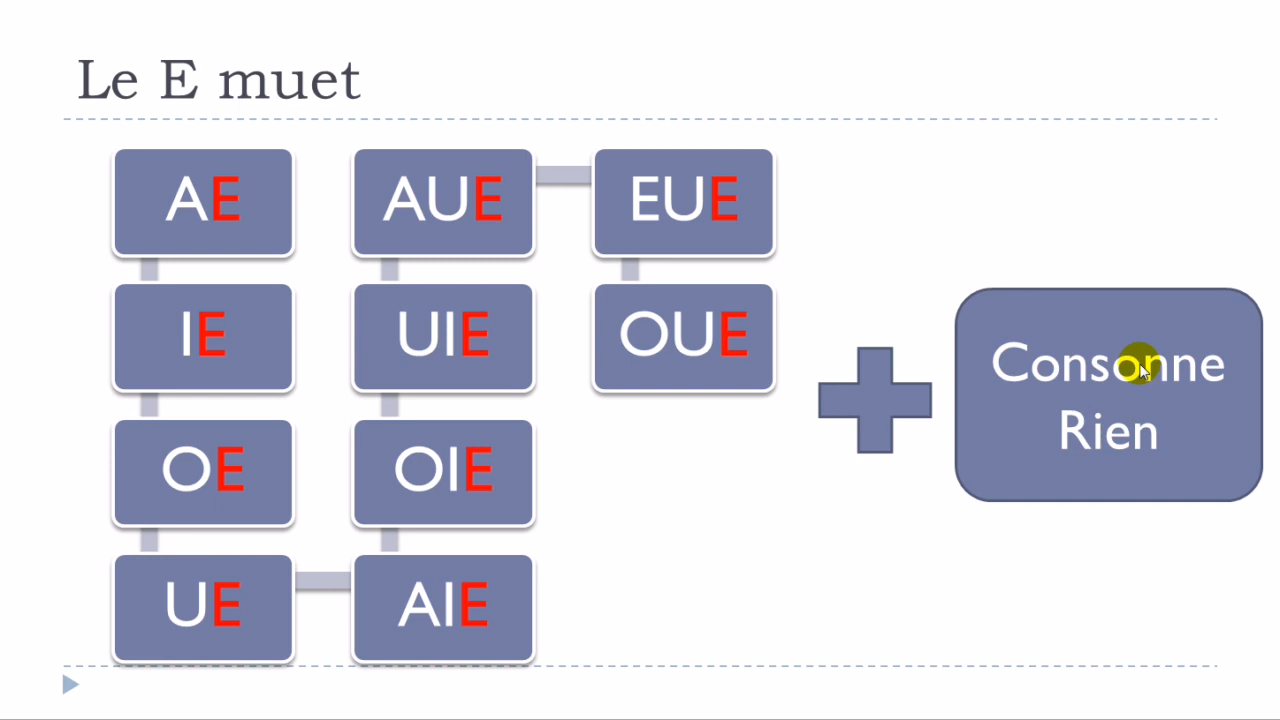 Le E muet
AE
AUE
EUE
IE
UIE
OUE
OE
OIE
UE
AIE
Consonne
Rien